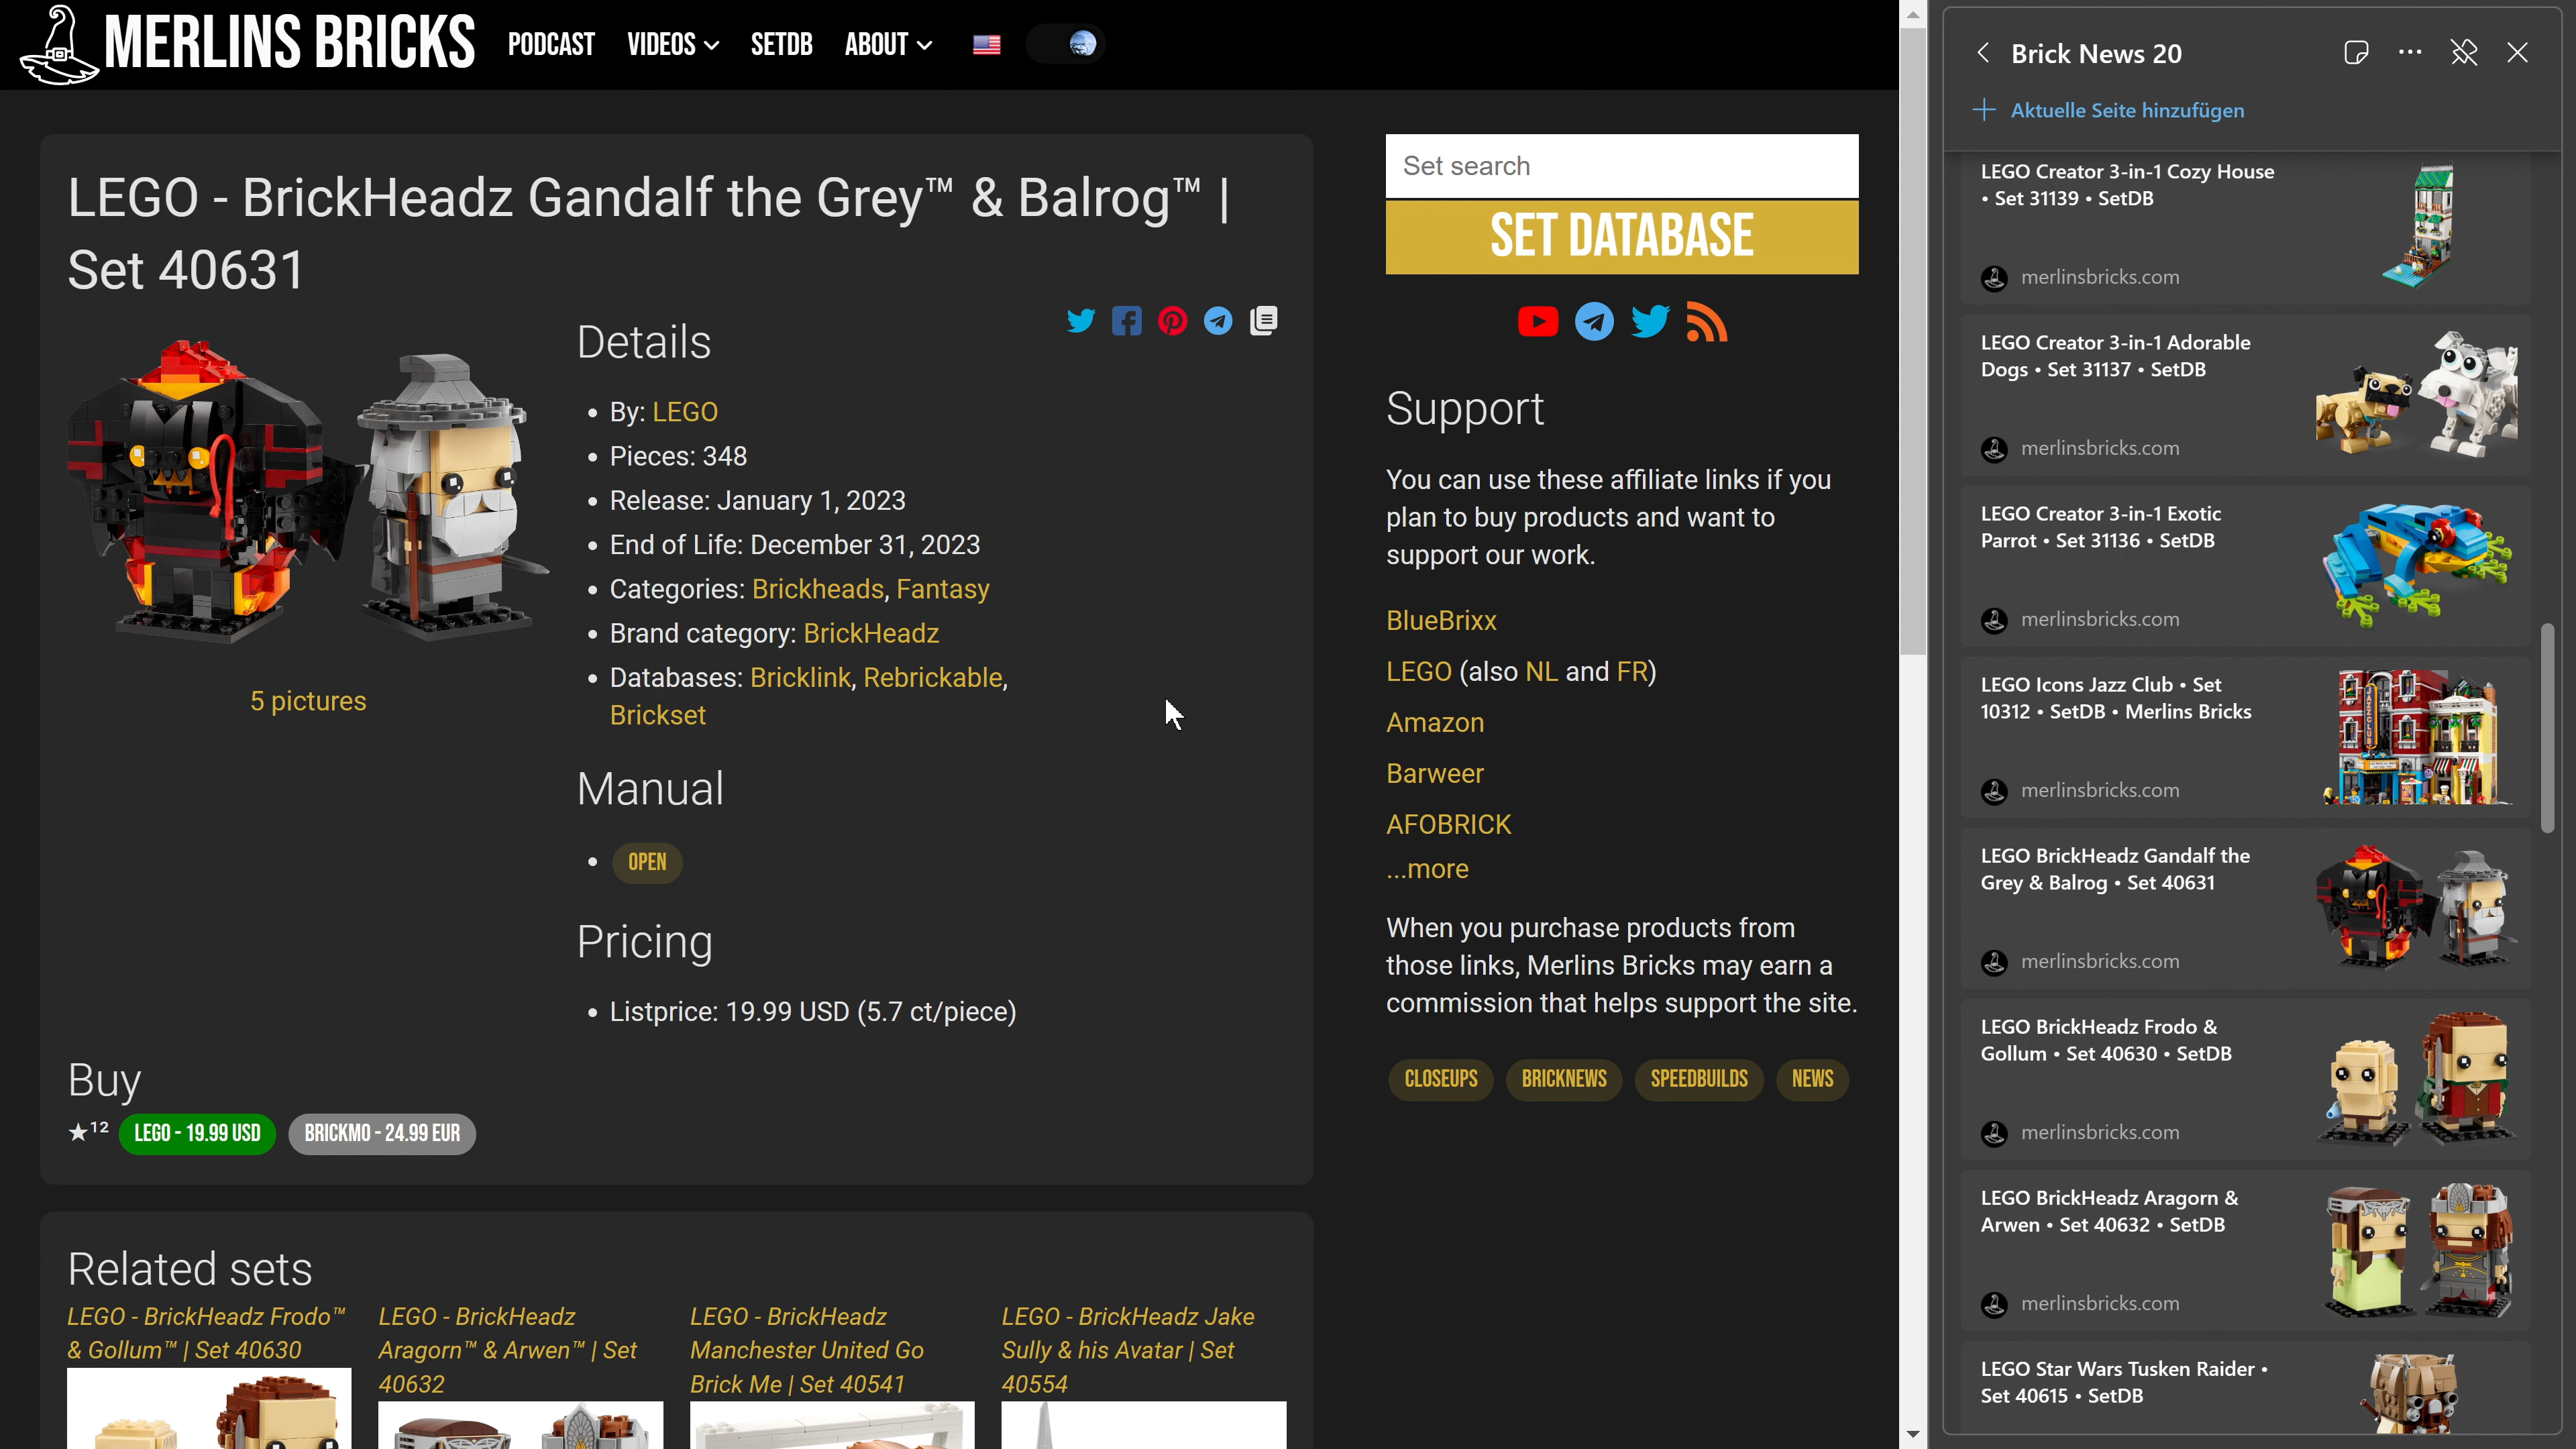 MERLINS BRICKS
PODCAST
VIDEOS
SETDB
ABOUT
LEGO - BrickHeadz Gandalf the Grey™ & Balrog™ |
Set 40631
Details
• By: LEGO
• Pieces: 348
• Release: January 1, 2023
• End of Life: December 31, 2023
• Categories: Brickheads, Fantasy
• Brand category: BrickHeadz
• Databases: Bricklink, Rebrickable,
Brickset
5 pictures
Manual
• OPEN
Pricing
• Listprice: 19.99 USD (5.7 ct/piece)
Buy
★12
LEGO - 19.99 USD
BRICKMO - 24.99 EUR
Related sets
LEGO - BrickHeadz Frodo™
& Gollum™ | Set 40630
LEGO - BrickHeadz
Aragorn™ & Arwen™ | Set
40632
LEGO - BrickHeadz
Manchester United Go
Brick Me | Set 40541
LEGO - BrickHeadz Jake
Sully & his Avatar | Set
40554
Set search
SET DATABASE
Support
You can use these affiliate links if you
plan to buy products and want to
support our work.
BlueBrixx
LEGO (also NL and FR)
Amazon
Barweer
AFOBRICK
...more
When you purchase products from
those links, Merlins Bricks may earn a
commission that helps support the site.
CLOSEUPS
BRICKNEWS
SPEEDBUILDS
NEWS
Brick News 20
Aktuelle Seite hinzufügen
LEGO Creator 3-in-1 Cozy House
• Set 31139 • SetDB
merlinsbricks.com
LEGO Creator 3-in-1 Adorable
Dogs • Set 31137 • SetDB
merlinsbricks.com
LEGO Creator 3-in-1 Exotic
Parrot • Set 31136 • SetDB
merlinsbricks.com
LEGO Icons Jazz Club • Set
10312 • SetDB • Merlins Bricks
merlinsbricks.com
JAZZ CLUB
LEGO BrickHeadz Gandalf the
Grey & Balrog • Set 40631
merlinsbricks.com
LEGO BrickHeadz Frodo &
Gollum • Set 40630 • SetDB
merlinsbricks.com
LEGO BrickHeadz Aragorn &
Arwen • Set 40632 • SetDB
merlinsbricks.com
LEGO Star Wars Tusken Raider •
Set 40615 • SetDB